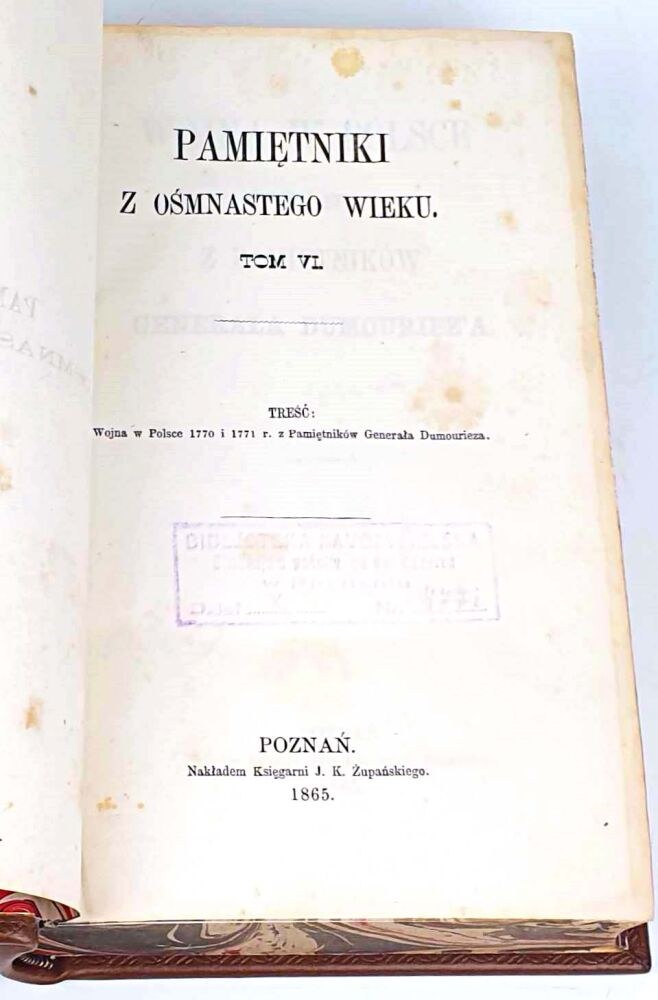 PAMIĘTNIKI
Z OŚMNASTEGO WIEKU.
TOM VI.
TREŚĆ:
Wojna w Polsce 1770 i 1771 r. z Pamiętników Generała Dumourieza.
POZNAŃ.
Nakładem Księgarni J. K. Żupańskiego.
1865.